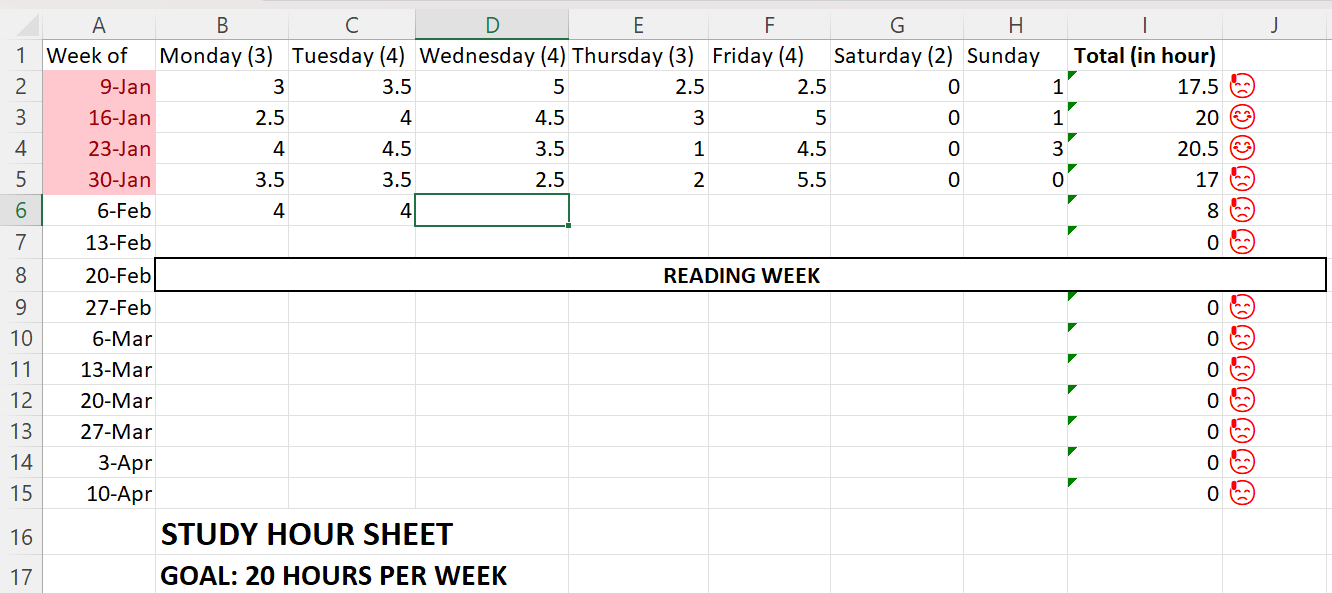 A B C D E F G H I J
1 Week of Monday (3) Tuesday (4) Wednesday (4) Thursday (3) Friday (4) Saturday (2) Sunday Total (in hour)
2 9-Jan 3 3.5 5 2.5 2.5 0 1 17.5
3 16-Jan 2.5 4 4.5 3 5 0 1 20
4 23-Jan 4 4.5 3.5 1 4.5 0 3 20.5
5 30-Jan 3.5 3.5 2.5 2 5.5 0 0 17
6 6-Feb 4 4 8
7 13-Feb 0
8 20-Feb READING WEEK
9 27-Feb 0
10 6-Mar 0
11 13-Mar 0
12 20-Mar 0
13 27-Mar 0
14 3-Apr 0
15 10-Apr 0
16 STUDY HOUR SHEET
17 GOAL: 20 HOURS PER WEEK